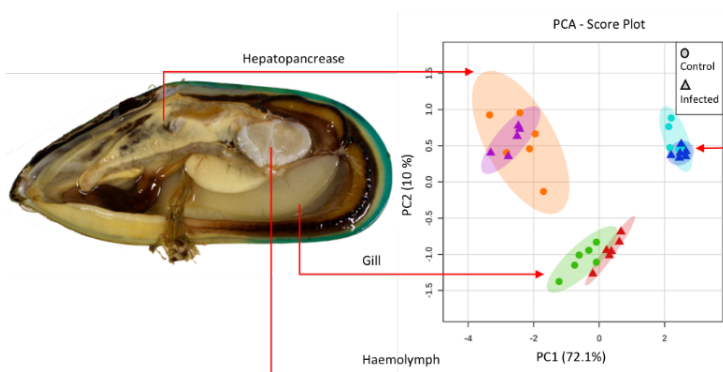 PCA - Score Plot
Hepatopancrease
Control
Infected
Gill
Haemolymph
PC2 (10 %)
1.5
1.0
0.5
0.0
-0.5
-1.0
-1.5
-4
-2
0
2
PC1 (72.1%)